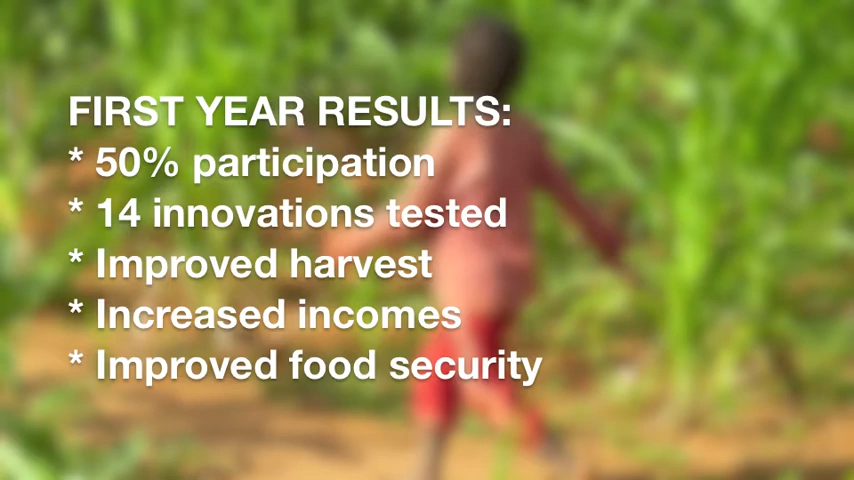 FIRST YEAR RESULTS:
* 50% participation
* 14 innovations tested
* Improved harvest
* Increased incomes
* Improved food security